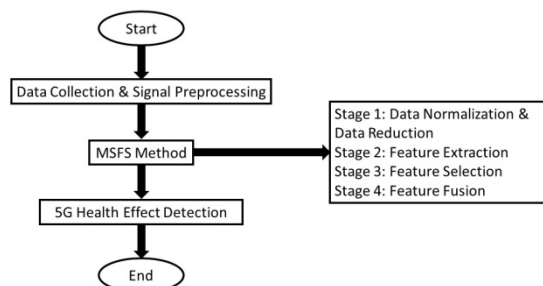 Start
Data Collection & Signal Preprocessing
MSFS Method
Stage 1: Data Normalization &
Data Reduction
Stage 2: Feature Extraction
Stage 3: Feature Selection
Stage 4: Feature Fusion
5G Health Effect Detection
End